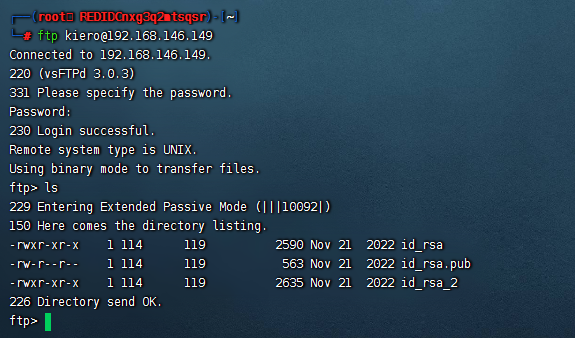 ┌──(root㉿REDIDCnxg3q2mtsqsr)-[~]
└─# ftp kiero@192.168.146.149
Connected to 192.168.146.149.
220 (vsFTPd 3.0.3)
331 Please specify the password.
Password:
230 Login successful.
Remote system type is UNIX.
Using binary mode to transfer files.
ftp> ls
229 Entering Extended Passive Mode (|||10092|)
150 Here comes the directory listing.
-rwxr-xr-x    1 114      119          2590 Nov 21  2022 id_rsa
-rw-r--r--    1 114      119           563 Nov 21  2022 id_rsa.pub
-rwxr-xr-x    1 114      119          2635 Nov 21  2022 id_rsa_2
226 Directory send OK.
ftp>